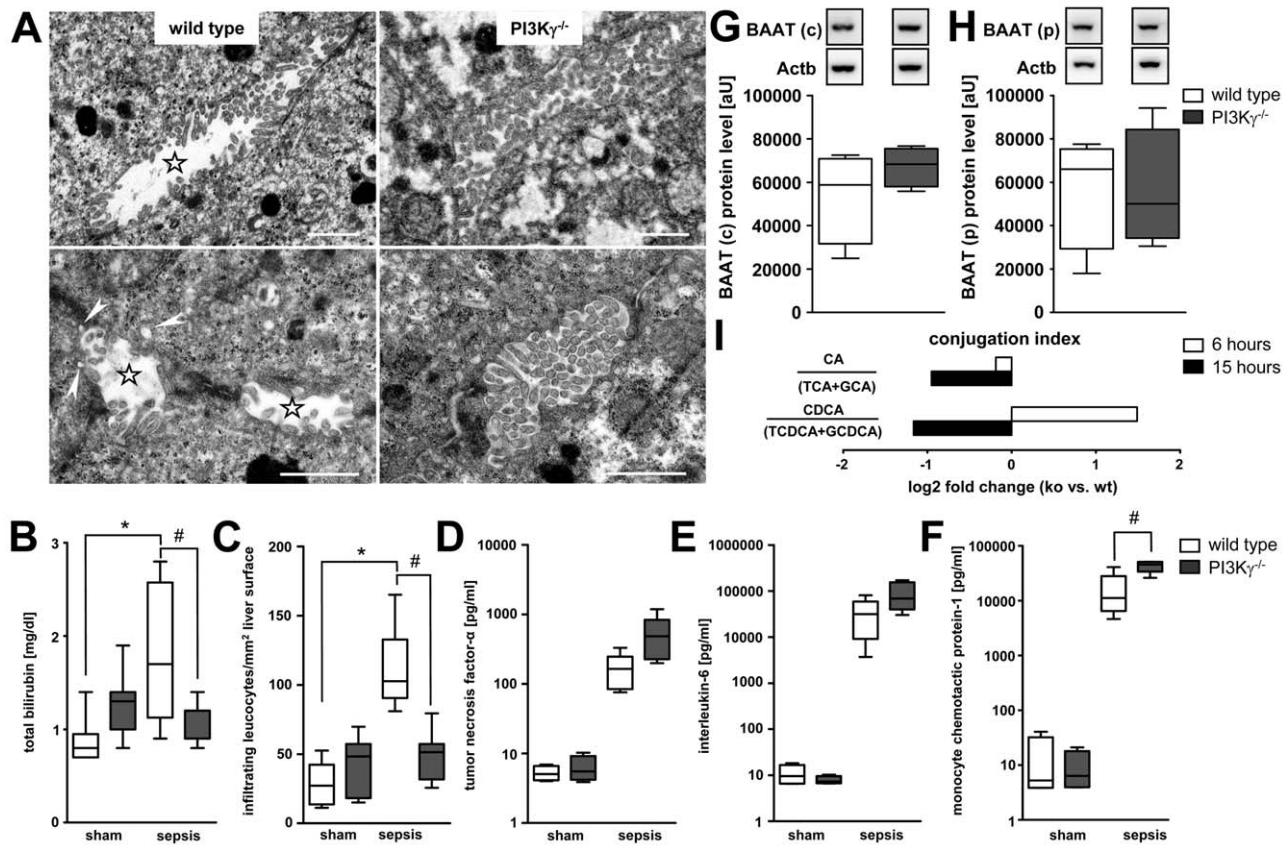 A
wild type
PI3Kγ-/-
G
BAAT (c)
Actb
BAAT (c) protein level [aU]
100000
80000
60000
40000
20000
0
H
BAAT (p)
Actb
BAAT (p) protein level [aU]
100000
80000
60000
40000
20000
0
wild type
PI3Kγ-/-
I
conjugation index
CA
(TCA+GCA)
CDCA
(TCDCA+GCDCA)
-2 -1 0 1 2
log2 fold change (ko vs. wt)
6 hours
15 hours
B
total bilirubin [mg/dl]
3
2
1
0
* #
sham sepsis
C
infiltrating leucocytes/mm2 liver surface
200
150
100
50
0
* #
sham sepsis
D
tumor necrosis factor-α [pg/ml]
10000
1000
100
10
1
sham sepsis
E
interleukin-6 [pg/ml]
1000000
100000
10000
1000
100
10
1
sham sepsis
F
monocyte chemotactic protein-1 [pg/ml]
100000
10000
1000
100
10
1
#
sham sepsis
wild type
PI3Kγ-/-